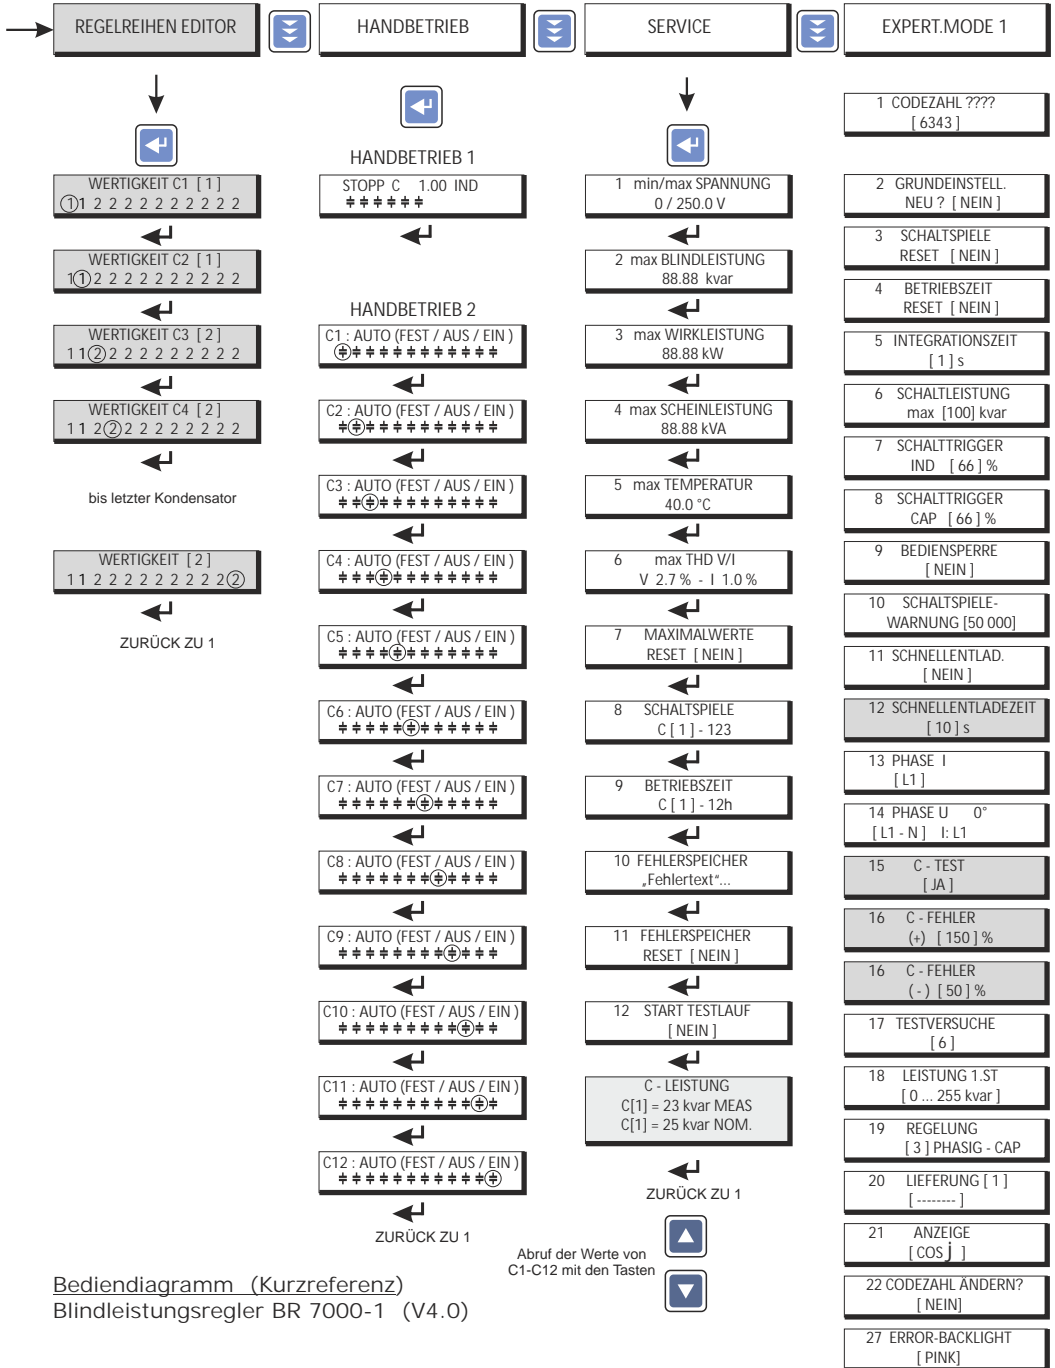 REGELREIHEN EDITOR
HANDBETRIEB
SERVICE
EXPERT.MODE 1
WERTIGKEIT C1 [ 1 ]
1 1 2 2 2 2 2 2 2 2 2 2
WERTIGKEIT C2 [ 1 ]
1 1 2 2 2 2 2 2 2 2 2 2
WERTIGKEIT C3 [ 2 ]
1 1 2 2 2 2 2 2 2 2 2 2
WERTIGKEIT C4 [ 2 ]
1 1 2 2 2 2 2 2 2 2 2 2
bis letzter Kondensator
WERTIGKEIT [ 2 ]
1 1 2 2 2 2 2 2 2 2 2 2
ZURÜCK ZU 1
HANDBETRIEB 1
STOPP C 1.00 IND
HANDBETRIEB 2
C1 : AUTO (FEST / AUS / EIN )
C2 : AUTO (FEST / AUS / EIN )
C3 : AUTO (FEST / AUS / EIN )
C4 : AUTO (FEST / AUS / EIN )
C5 : AUTO (FEST / AUS / EIN )
C6 : AUTO (FEST / AUS / EIN )
C7 : AUTO (FEST / AUS / EIN )
C8 : AUTO (FEST / AUS / EIN )
C9 : AUTO (FEST / AUS / EIN )
C10 : AUTO (FEST / AUS / EIN )
C11 : AUTO (FEST / AUS / EIN )
C12 : AUTO (FEST / AUS / EIN )
ZURÜCK ZU 1
1 min/max SPANNUNG
0 / 250.0 V
2 max BLINDLEISTUNG
88.88 kvar
3 max WIRKLEISTUNG
88.88 kW
4 max SCHEINLEISTUNG
88.88 kVA
5 max TEMPERATUR
40.0 °C
6 max THD V/I
V 2.7 % - I 1.0 %
7 MAXIMALWERTE
RESET [ NEIN ]
8 SCHALTSPIELE
C [ 1 ] - 123
9 BETRIEBSZEIT
C [ 1 ] - 12h
10 FEHLERSPEICHER
„Fehlertext“...
11 FEHLERSPEICHER
RESET [ NEIN ]
12 START TESTLAUF
[ NEIN ]
C - LEISTUNG
C[1] = 23 kvar MEAS
C[1] = 25 kvar NOM.
ZURÜCK ZU 1
Abruf der Werte von
C1-C12 mit den Tasten
1 CODEZAHL ????
[ 6343 ]
2 GRUNDEINSTELL.
NEU ? [ NEIN ]
3 SCHALTSPIELE
RESET [ NEIN ]
4 BETRIEBSZEIT
RESET [ NEIN ]
5 INTEGRATIONSZEIT
[ 1 ] s
6 SCHALTLEISTUNG
max [100] kvar
7 SCHALTTRIGGER
IND [ 66 ] %
8 SCHALTTRIGGER
CAP [ 66 ] %
9 BEDIENSPERRE
[ NEIN ]
10 SCHALTSPIELE-
WARNUNG [50 000]
11 SCHNELLENTLAD.
[ NEIN ]
12 SCHNELLENTLADEZEIT
[ 10 ] s
13 PHASE I
[ L1 ]
14 PHASE U 0°
[ L1 - N ] I: L1
15 C - TEST
[ JA ]
16 C - FEHLER
(+) [ 150 ] %
16 C - FEHLER
( - ) [ 50 ] %
17 TESTVERSUCHE
[ 6 ]
18 LEISTUNG 1.ST
[ 0 ... 255 kvar ]
19 REGELUNG
[ 3 ] PHASIG - CAP
20 LIEFERUNG [ 1 ]
[ -------- ]
21 ANZEIGE
[ COS j ]
22 CODEZAHL ÄNDERN?
[ NEIN]
27 ERROR-BACKLIGHT
[ PINK]
Bediendiagramm (Kurzreferenz)
Blindleistungsregler BR 7000-1 (V4.0)